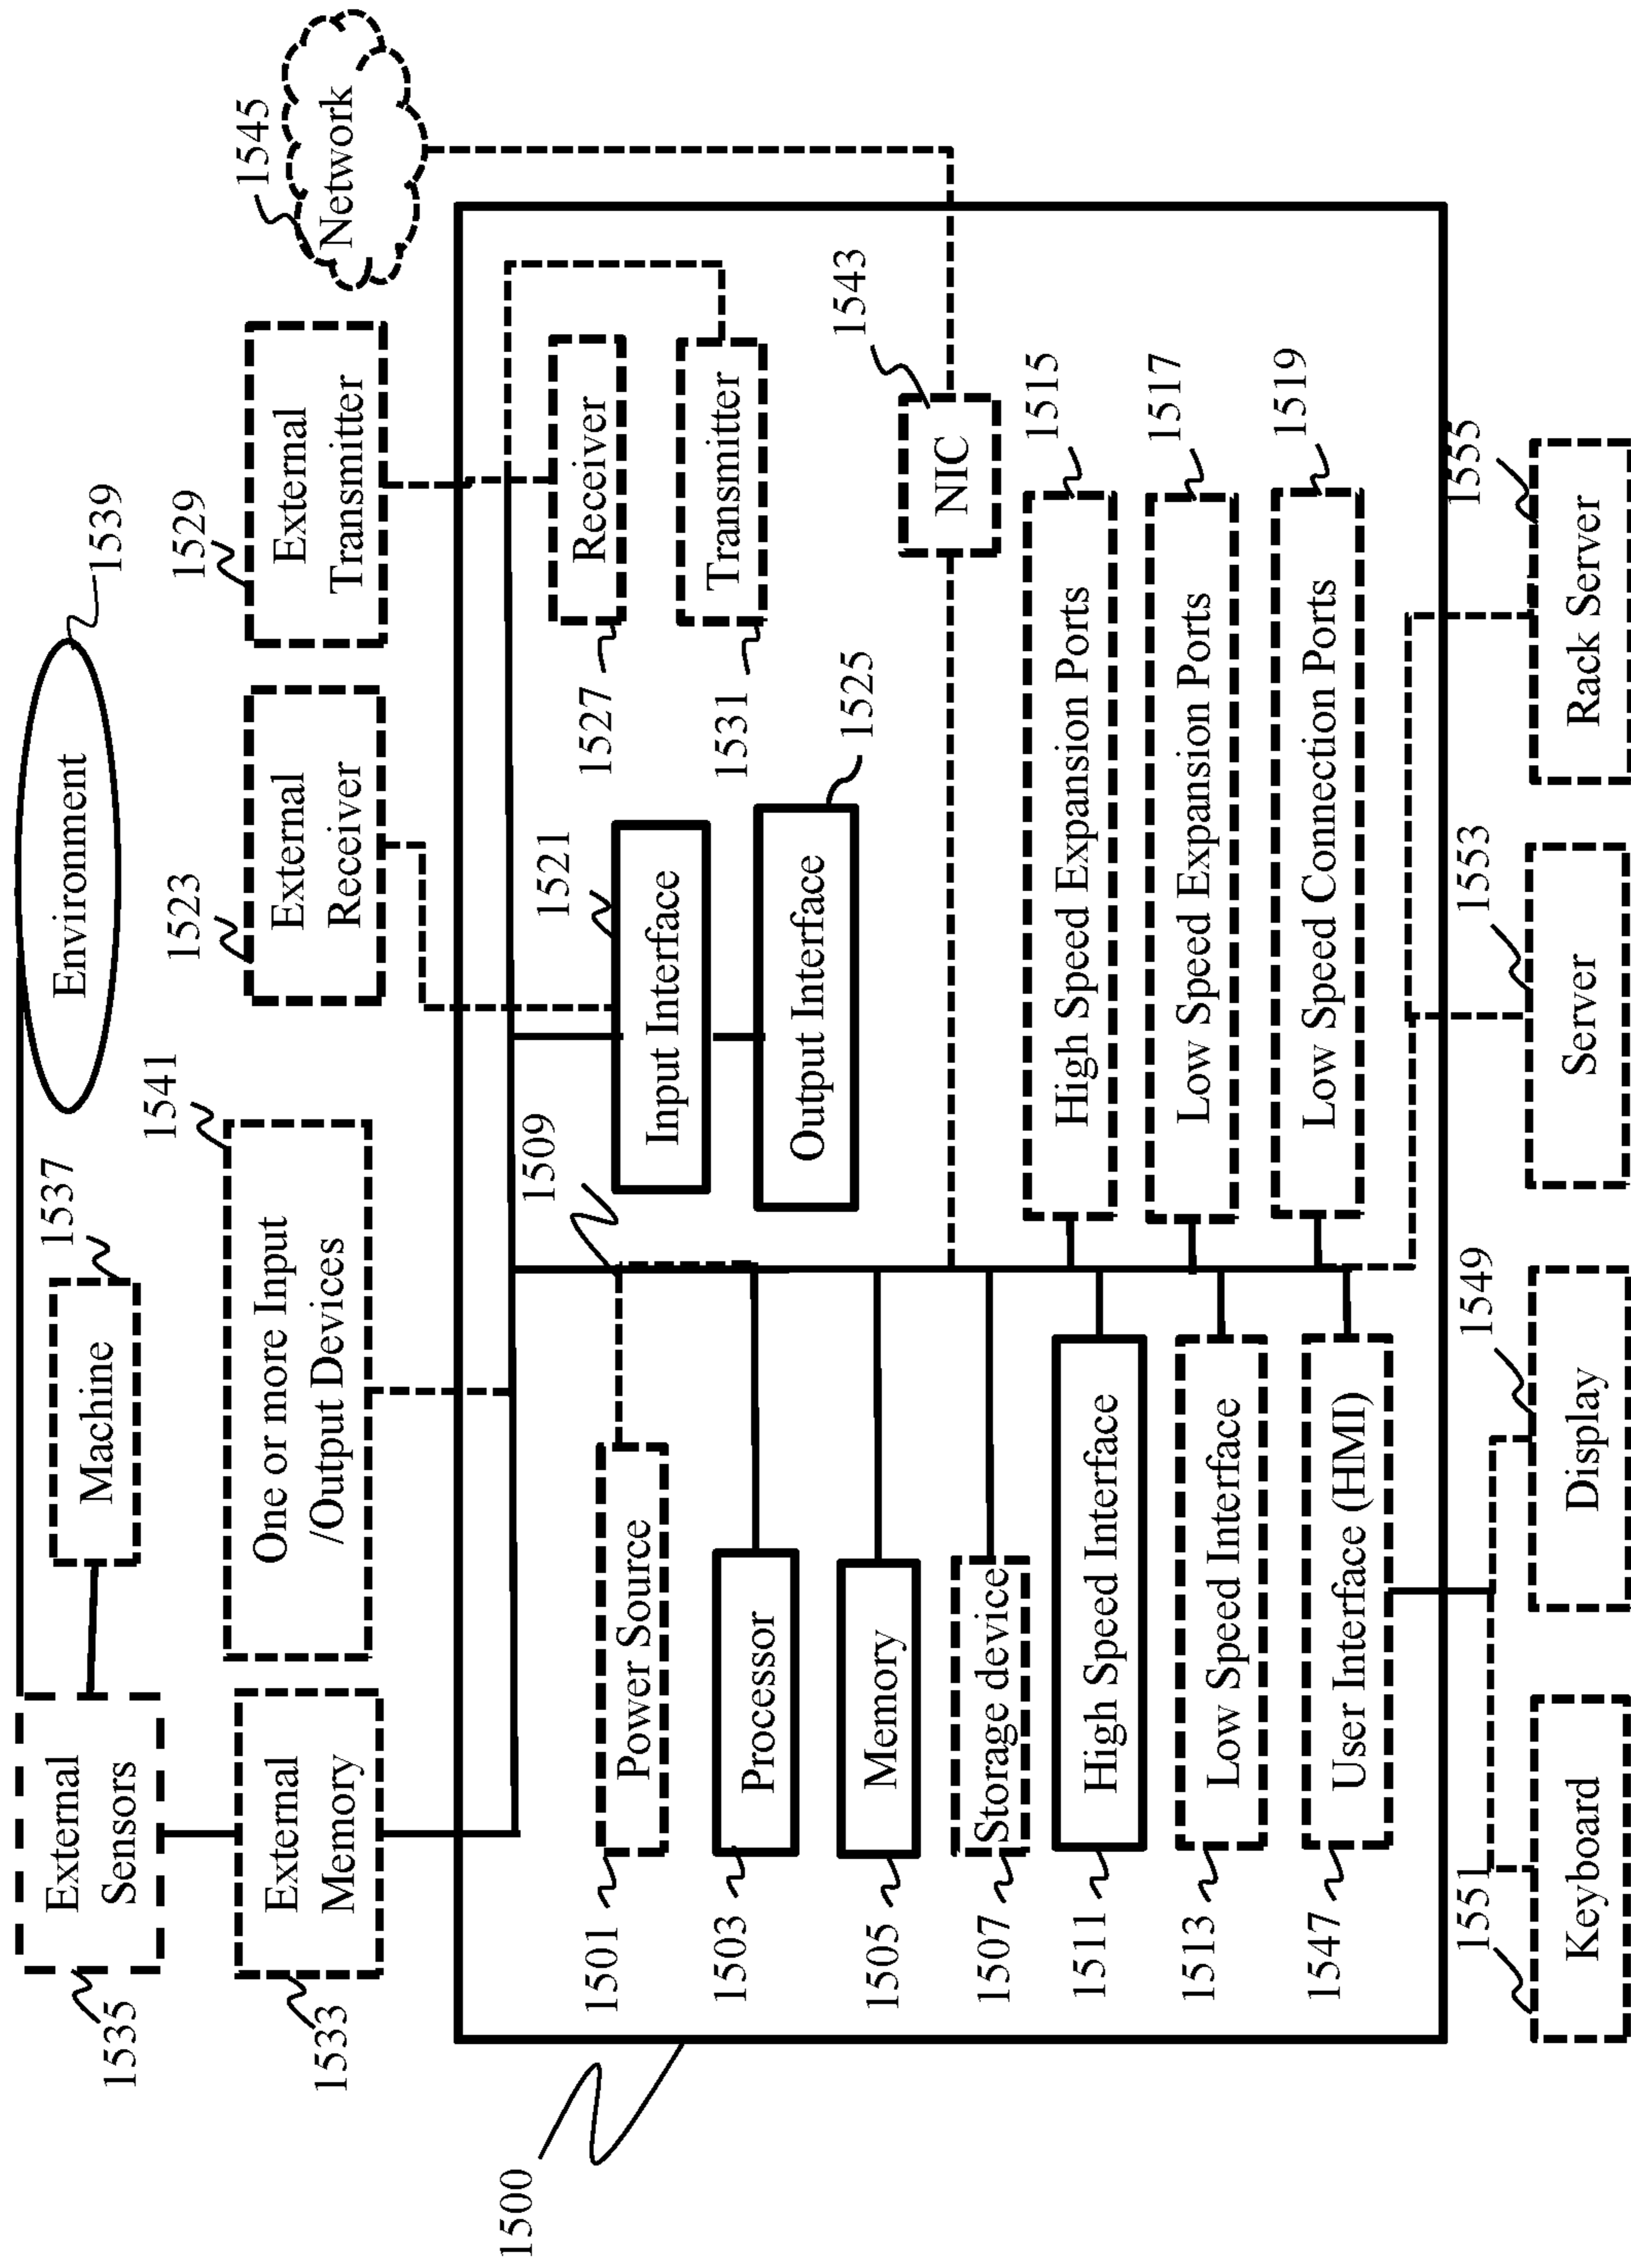 1539
Environment
1537
Machine
1535
External
Sensors
1545
Network
1529
External
Transmitter
1523
External
Receiver
1541
One or more Input
/Output Devices
1533
External
Memory
1500
1509
1521
Input Interface
Output Interface
1525
Receiver
1527
Transmitter
1531
1543
NIC
1501
Power Source
1503
Processor
1505
Memory
1507
Storage device
1511
High Speed Interface
1513
Low Speed Interface
1547
User Interface (HMI)
High Speed Expansion Ports
1515
Low Speed Expansion Ports
1517
Low Speed Connection Ports
1519
1551
Keyboard
1549
Display
1553
Server
1555
Rack Server